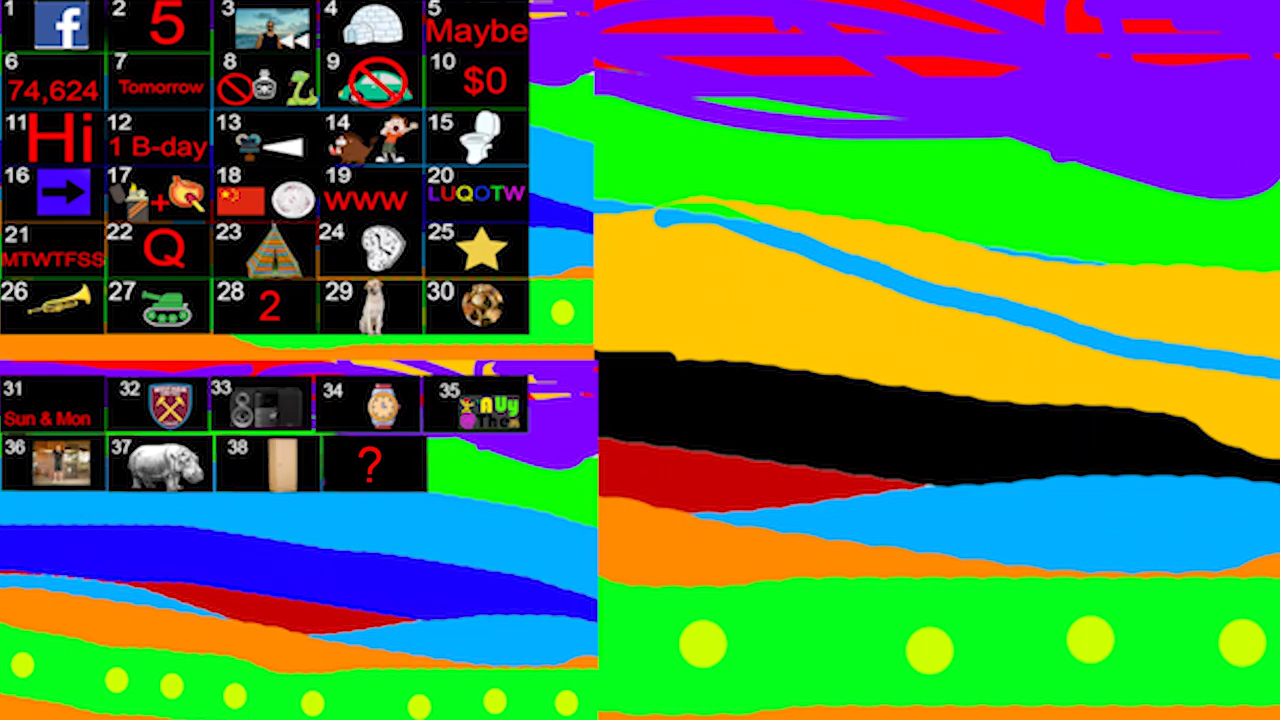 1 f 2 5 3 4 5 Maybe
6 74,624 7 Tomorrow 8 9 10 $0
11 Hi 12 1 B-day 13 14 15
16 17 + 18 19 WWW 20 LUQOTW
21 MTWTFSS 22 Q 23 24 25
26 27 28 2 29 30
31 Sun & Mon 32 33 34 35 A Uy The
36 37 38 ?